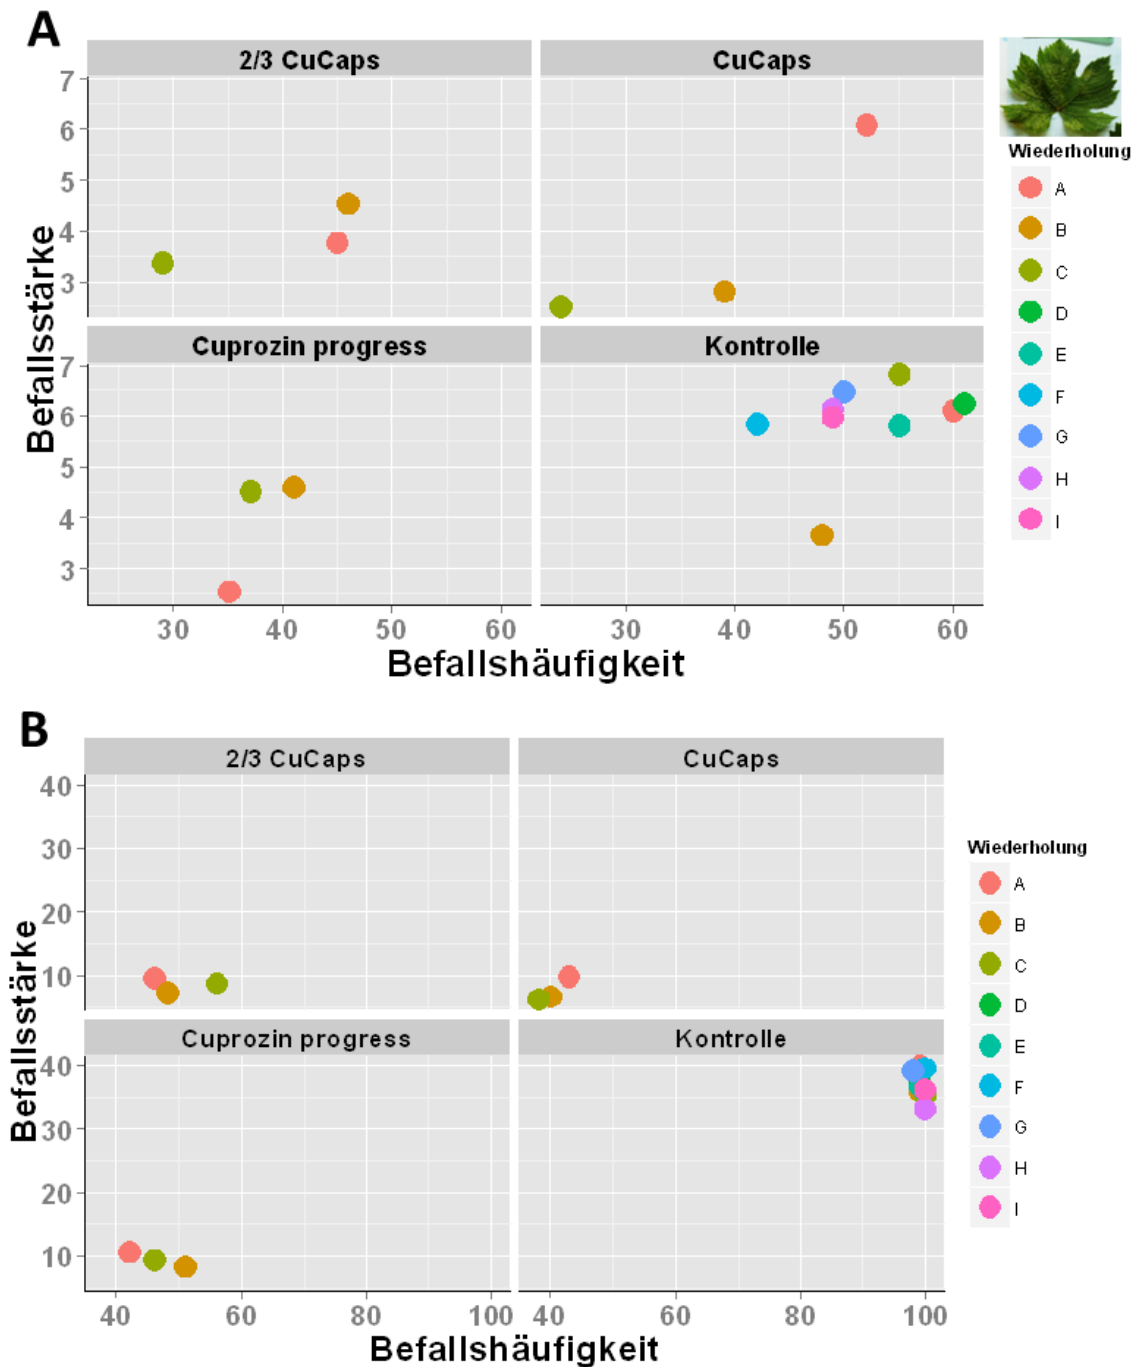 A
2/3 CuCaps
CuCaps
7
6
5
4
3
Befallsstärke
Cuprozin progress
Kontrolle
7
6
5
4
3
30 40 50 60
30 40 50 60
Befallshäufigkeit
Wiederholung
A
B
C
D
E
F
G
H
I
B
2/3 CuCaps
CuCaps
40
30
20
10
Befallsstärke
Cuprozin progress
Kontrolle
40
30
20
10
40 60 80 100
40 60 80 100
Befallshäufigkeit
Wiederholung
A
B
C
D
E
F
G
H
I